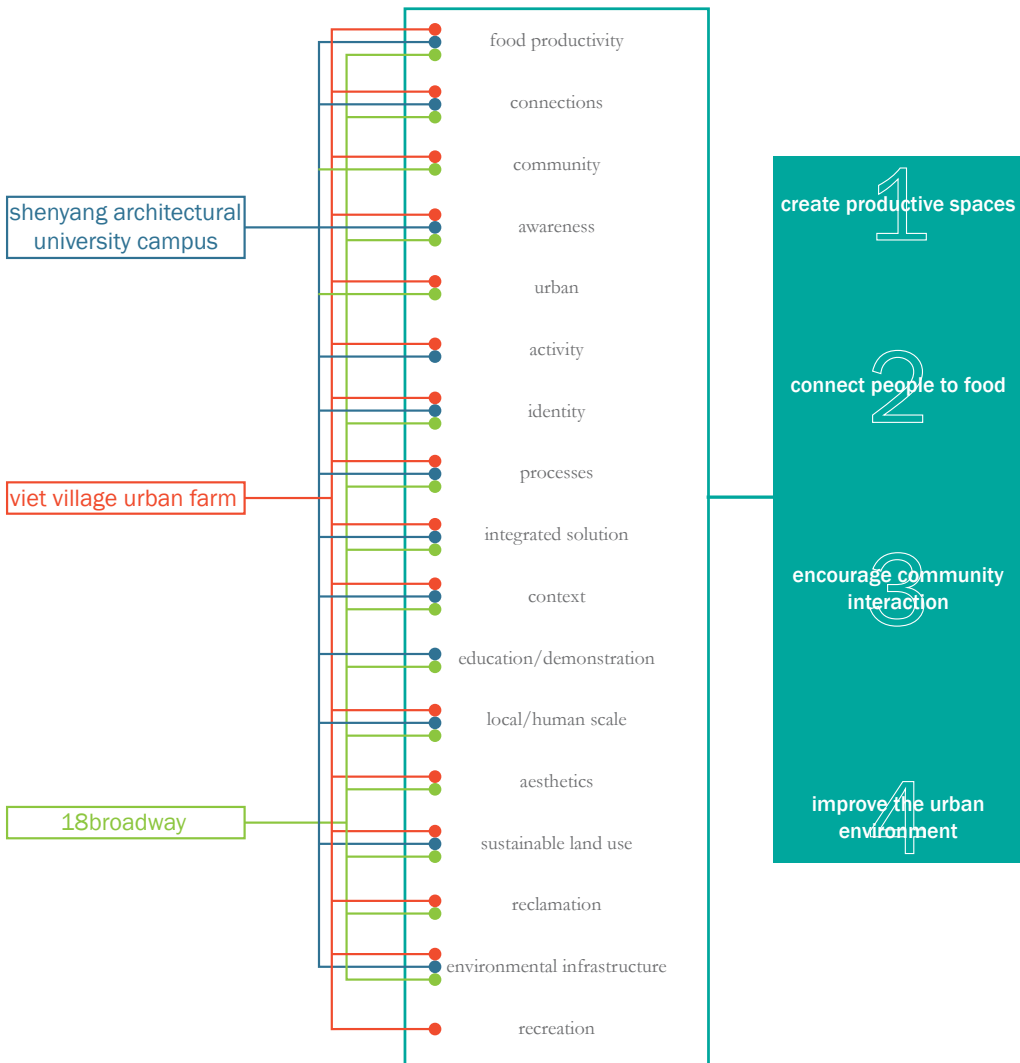 shenyang architectural
university campus
viet village urban farm
18broadway
food productivity
connections
community
awareness
urban
activity
identity
processes
integrated solution
context
education/demonstration
local/human scale
aesthetics
sustainable land use
reclamation
environmental infrastructure
recreation
1
create productive spaces
2
connect people to food
3
encourage community
interaction
4
improve the urban
environment